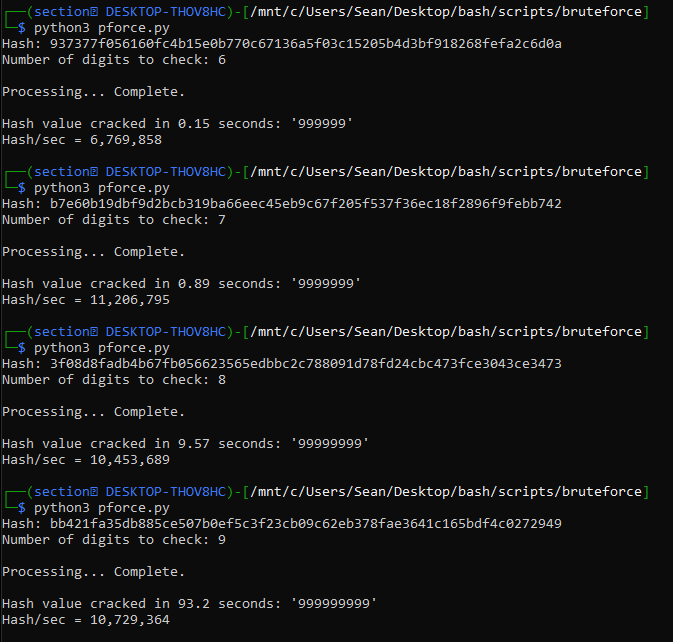 ┌──(section㉿ DESKTOP-THOV8HC)-[/mnt/c/Users/Sean/Desktop/bash/scripts/bruteforce]
└─$ python3 pforce.py
Hash: 937377f056160fc4b15e0b770c67136a5f03c15205b4d3bf918268fefa2c6d0a
Number of digits to check: 6
Processing... Complete.
Hash value cracked in 0.15 seconds: '999999'
Hash/sec = 6,769,858
┌──(section㉿ DESKTOP-THOV8HC)-[/mnt/c/Users/Sean/Desktop/bash/scripts/bruteforce]
└─$ python3 pforce.py
Hash: b7e60b19dbf9d2bcb319ba66eec45eb9c67f205f537f36ec18f2896f9febb742
Number of digits to check: 7
Processing... Complete.
Hash value cracked in 0.89 seconds: '9999999'
Hash/sec = 11,206,795
┌──(section㉿ DESKTOP-THOV8HC)-[/mnt/c/Users/Sean/Desktop/bash/scripts/bruteforce]
└─$ python3 pforce.py
Hash: 3f08d8fadb4b67fb056623565edbbc2c788091d78fd24cbc473fce3043ce3473
Number of digits to check: 8
Processing... Complete.
Hash value cracked in 9.57 seconds: '99999999'
Hash/sec = 10,453,689
┌──(section㉿ DESKTOP-THOV8HC)-[/mnt/c/Users/Sean/Desktop/bash/scripts/bruteforce]
└─$ python3 pforce.py
Hash: bb421fa35db885ce507b0ef5c3f23cb09c62eb378fae3641c165bdf4c0272949
Number of digits to check: 9
Processing... Complete.
Hash value cracked in 93.2 seconds: '999999999'
Hash/sec = 10,729,364